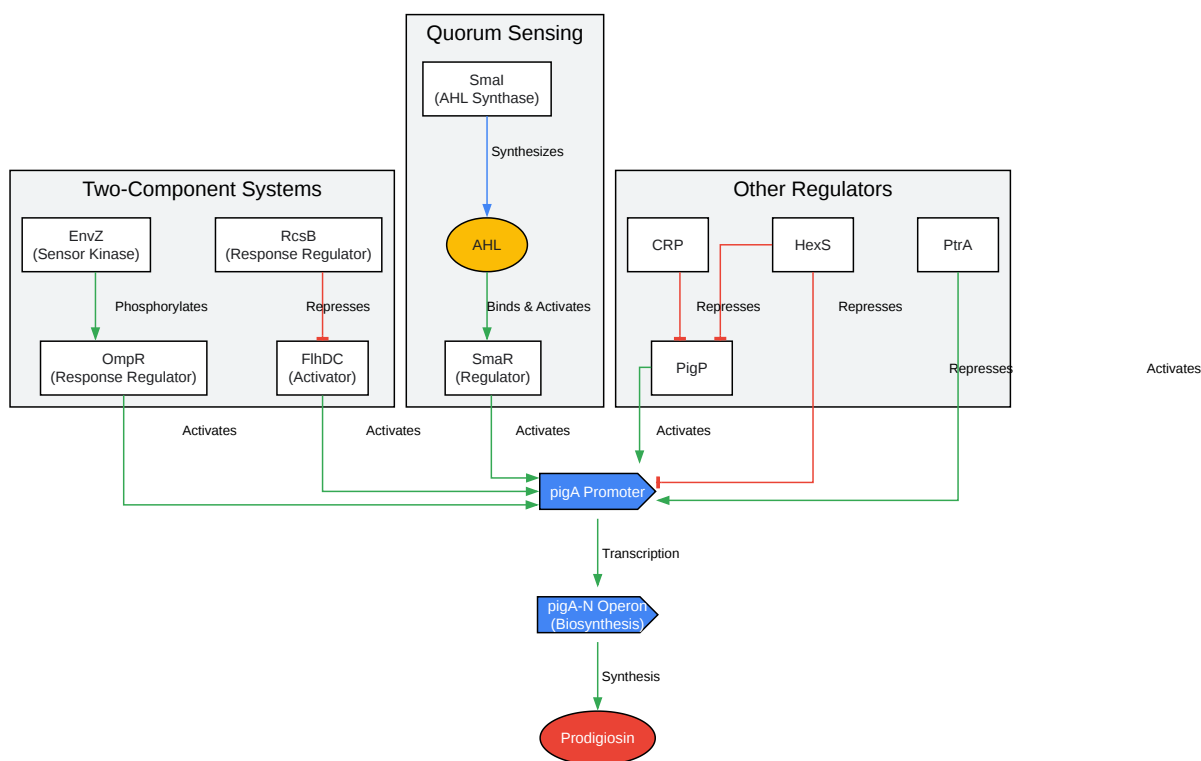 Quorum Sensing
SmaI
(AHL Synthase)
Synthesizes
Two-Component Systems
Other Regulators
EnvZ
(Sensor Kinase)
RcsB
(Response Regulator)
AHL
CRP
HexS
PtrA
Phosphorylates
Represses
Binds & Activates
Represses
Represses
OmpR
(Response Regulator)
FlhDC
(Activator)
SmaR
(Regulator)
PigP
Represses
Activates
Activates
Activates
Activates
Activates
pigA Promoter
Transcription
pigA-N Operon
(Biosynthesis)
Synthesis
Prodigiosin